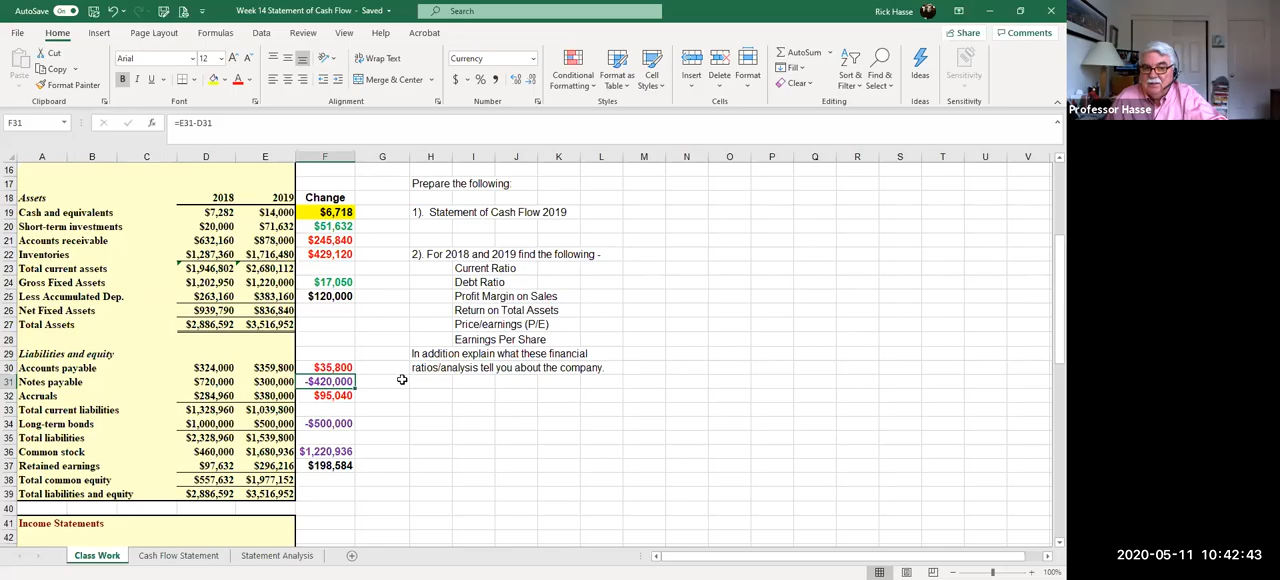 AutoSave On Week 14 Statement of Cash Flow - Saved Search Rick Hasse
File Home Insert Page Layout Formulas Data Review View Help Acrobat Share Comments
Cut
Copy
Format Painter
Paste
Clipboard
Arial 12
B I U
Font
Wrap Text
Merge & Center
Alignment
Currency
$ % ,
Number
Conditional Formatting
Format as Table
Cell Styles
Styles
Insert Delete Format
Cells
AutoSum
Fill
Clear
Sort & Filter
Find & Select
Editing
Ideas
Ideas
Sensitivity
Sensitivity
Professor Hasse
F31 fx =E31-D31
A B C D E F G H I J K L M N O P Q R S T U V
16
17 Prepare the following:
18 Assets 2018 2019 Change
19 Cash and equivalents $7,282 $14,000 $6,718 1). Statement of Cash Flow 2019
20 Short-term investments $20,000 $71,632 $51,632
21 Accounts receivable $632,160 $878,000 $245,840
22 Inventories $1,287,360 $1,716,480 $429,120 2). For 2018 and 2019 find the following -
23 Total current assets $1,946,802 $2,680,112 Current Ratio
24 Gross Fixed Assets $1,202,950 $1,220,000 $17,050 Debt Ratio
25 Less Accumulated Dep. $263,160 $383,160 $120,000 Profit Margin on Sales
26 Net Fixed Assets $939,790 $836,840 Return on Total Assets
27 Total Assets $2,886,592 $3,516,952 Price/earnings (P/E)
28 Earnings Per Share
29 Liabilities and equity In addition explain what these financial
30 Accounts payable $324,000 $359,800 $35,800 ratios/analysis tell you about the company.
31 Notes payable $720,000 $300,000 -$420,000
32 Accruals $284,960 $380,000 $95,040
33 Total current liabilities $1,328,960 $1,039,800
34 Long-term bonds $1,000,000 $500,000 -$500,000
35 Total liabilities $2,328,960 $1,539,800
36 Common stock $460,000 $1,680,936 $1,220,936
37 Retained earnings $97,632 $296,216 $198,584
38 Total common equity $557,632 $1,977,152
39 Total liabilities and equity $2,886,592 $3,516,952
40
41 Income Statements
42
Class Work Cash Flow Statement Statement Analysis
100%
2020-05-11 10:42:43